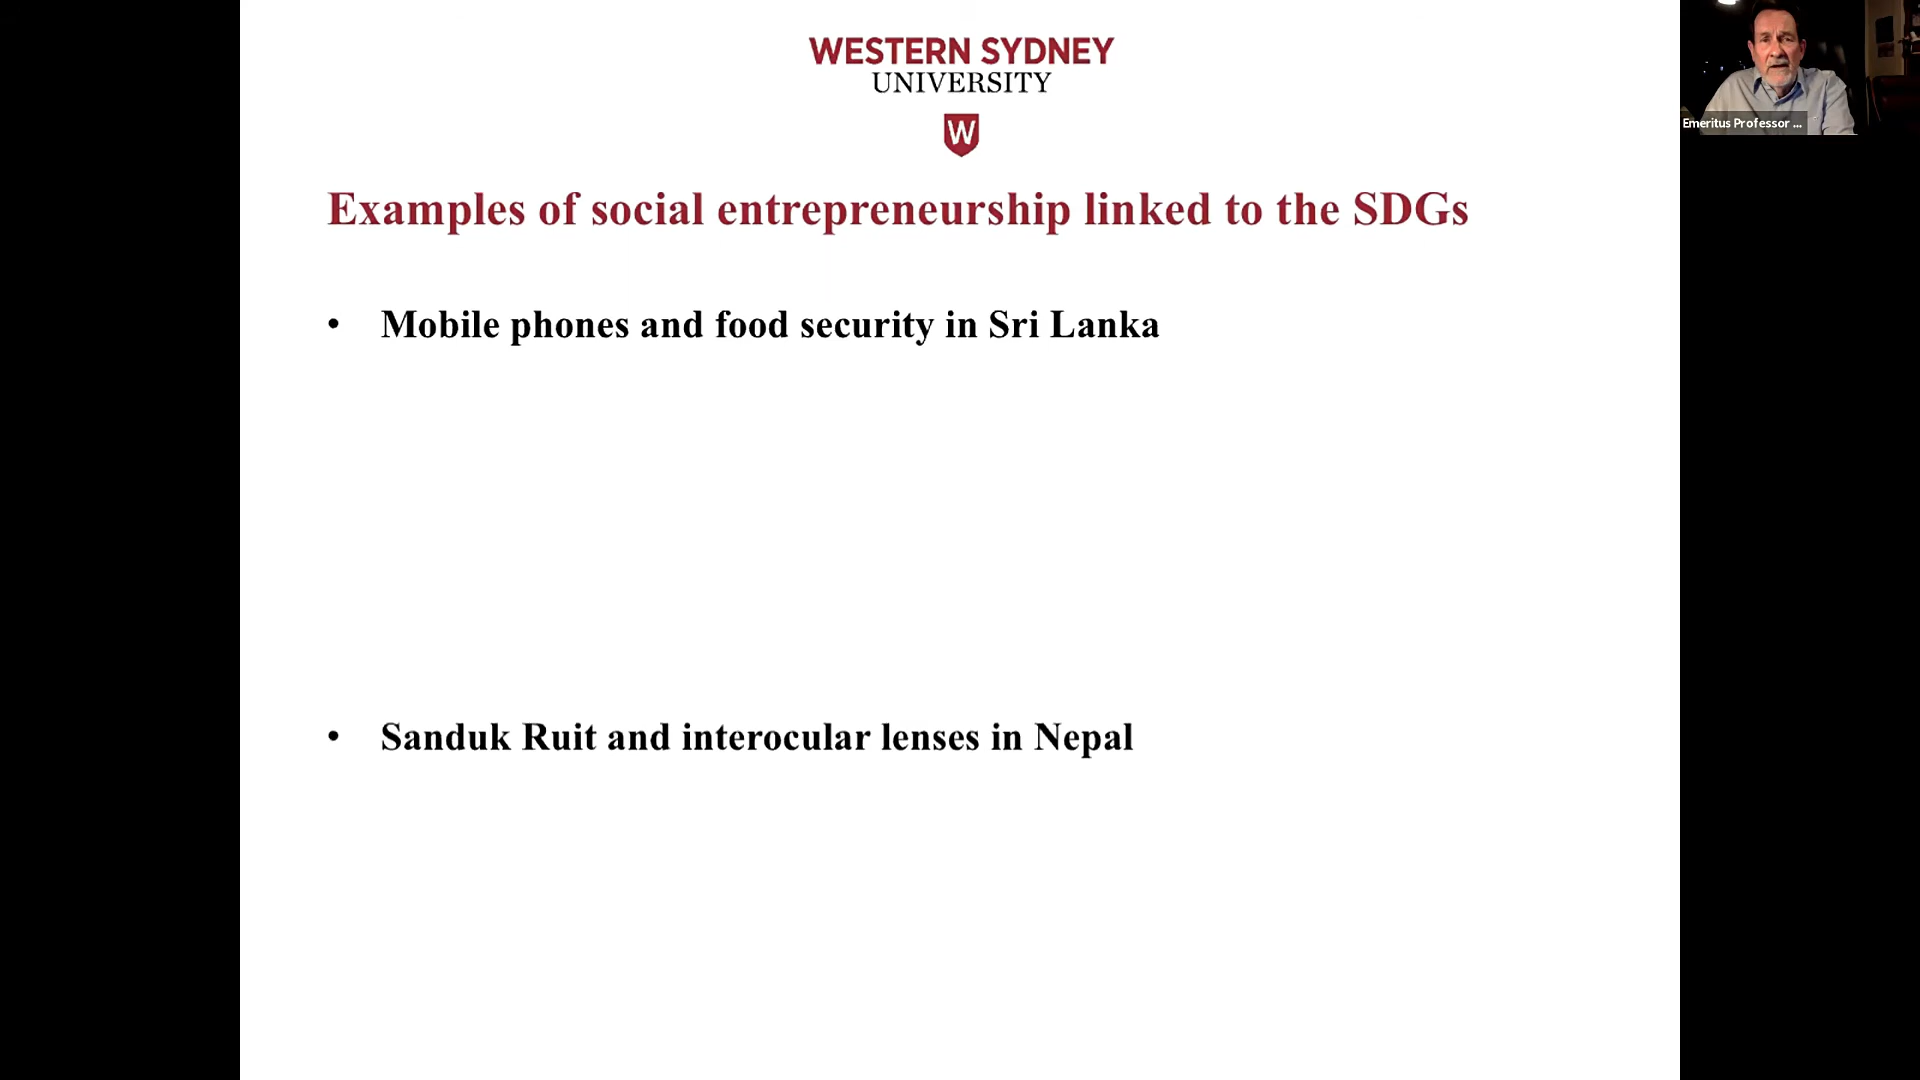 WESTERN SYDNEY
UNIVERSITY
W
Emeritus Professor ...
Examples of social entrepreneurship linked to the SDGs
• Mobile phones and food security in Sri Lanka
• Sanduk Ruit and interocular lenses in Nepal